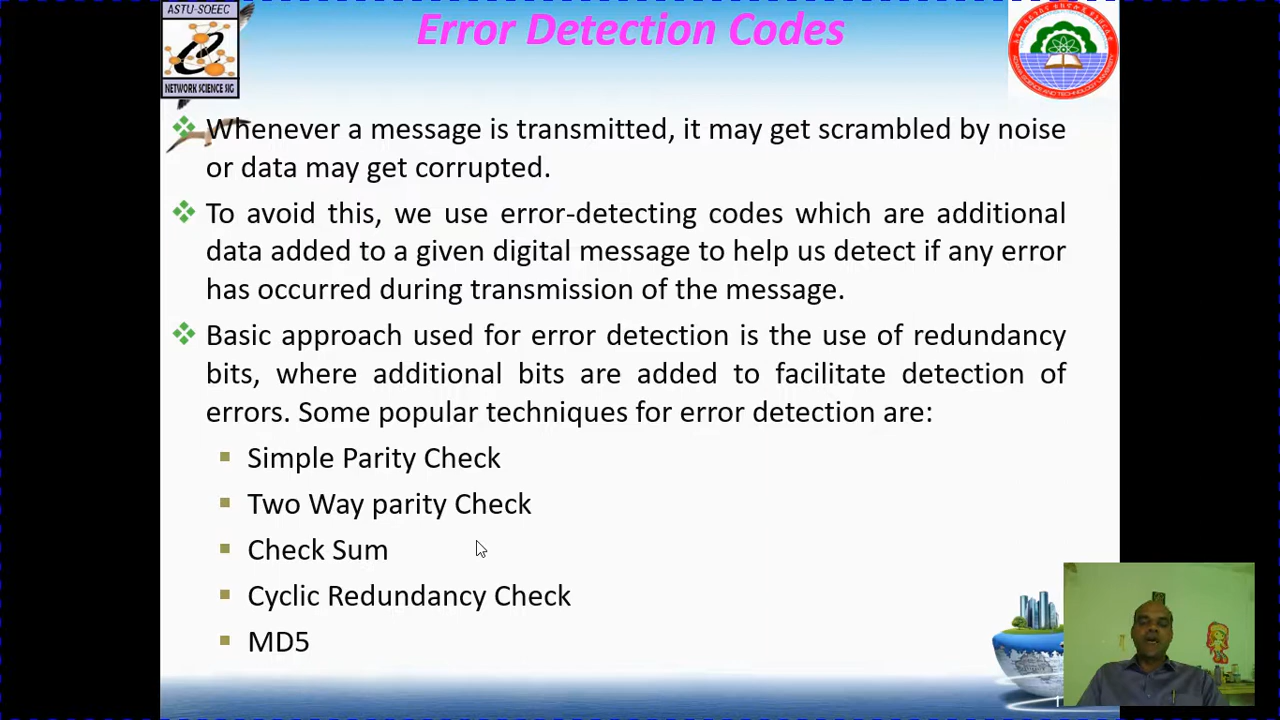 ASTU-SOEEC
Error Detection Codes
NETWORK SCIENCE SIG
Whenever a message is transmitted, it may get scrambled by noise
or data may get corrupted.
To avoid this, we use error-detecting codes which are additional
data added to a given digital message to help us detect if any error
has occurred during transmission of the message.
Basic approach used for error detection is the use of redundancy
bits, where additional bits are added to facilitate detection of
errors. Some popular techniques for error detection are:
Simple Parity Check
Two Way parity Check
Check Sum
Cyclic Redundancy Check
MD5